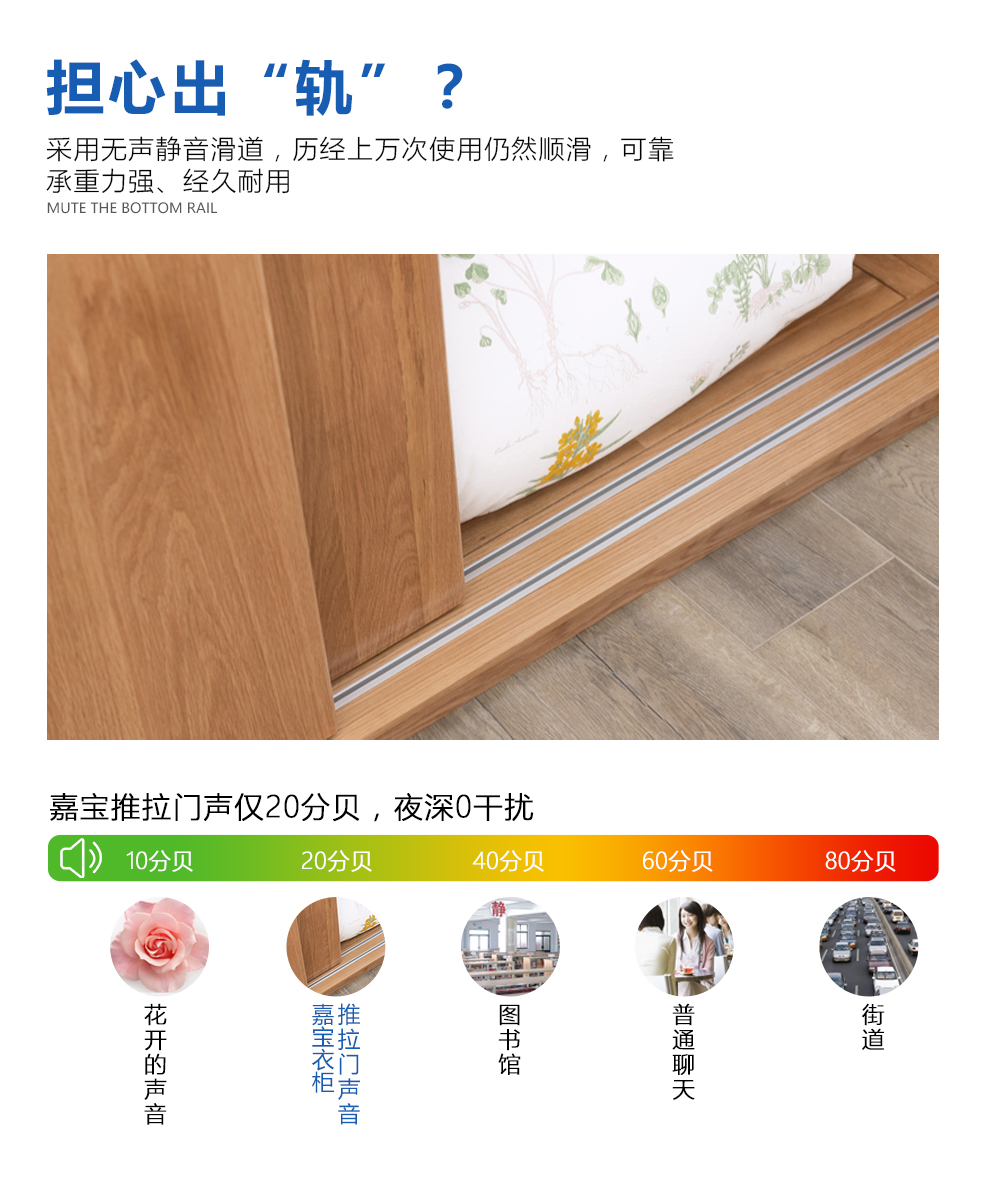 担心出“轨”？
采用无声静音滑道，历经上万次使用仍然顺滑，可靠
承重力强、经久耐用
MUTE THE BOTTOM RAIL
嘉宝推拉门声仅20分贝，夜深0干扰
10分贝 20分贝 40分贝 60分贝 80分贝
静
花开的声音
嘉宝衣柜
推拉门声音
图书馆
普通聊天
街道